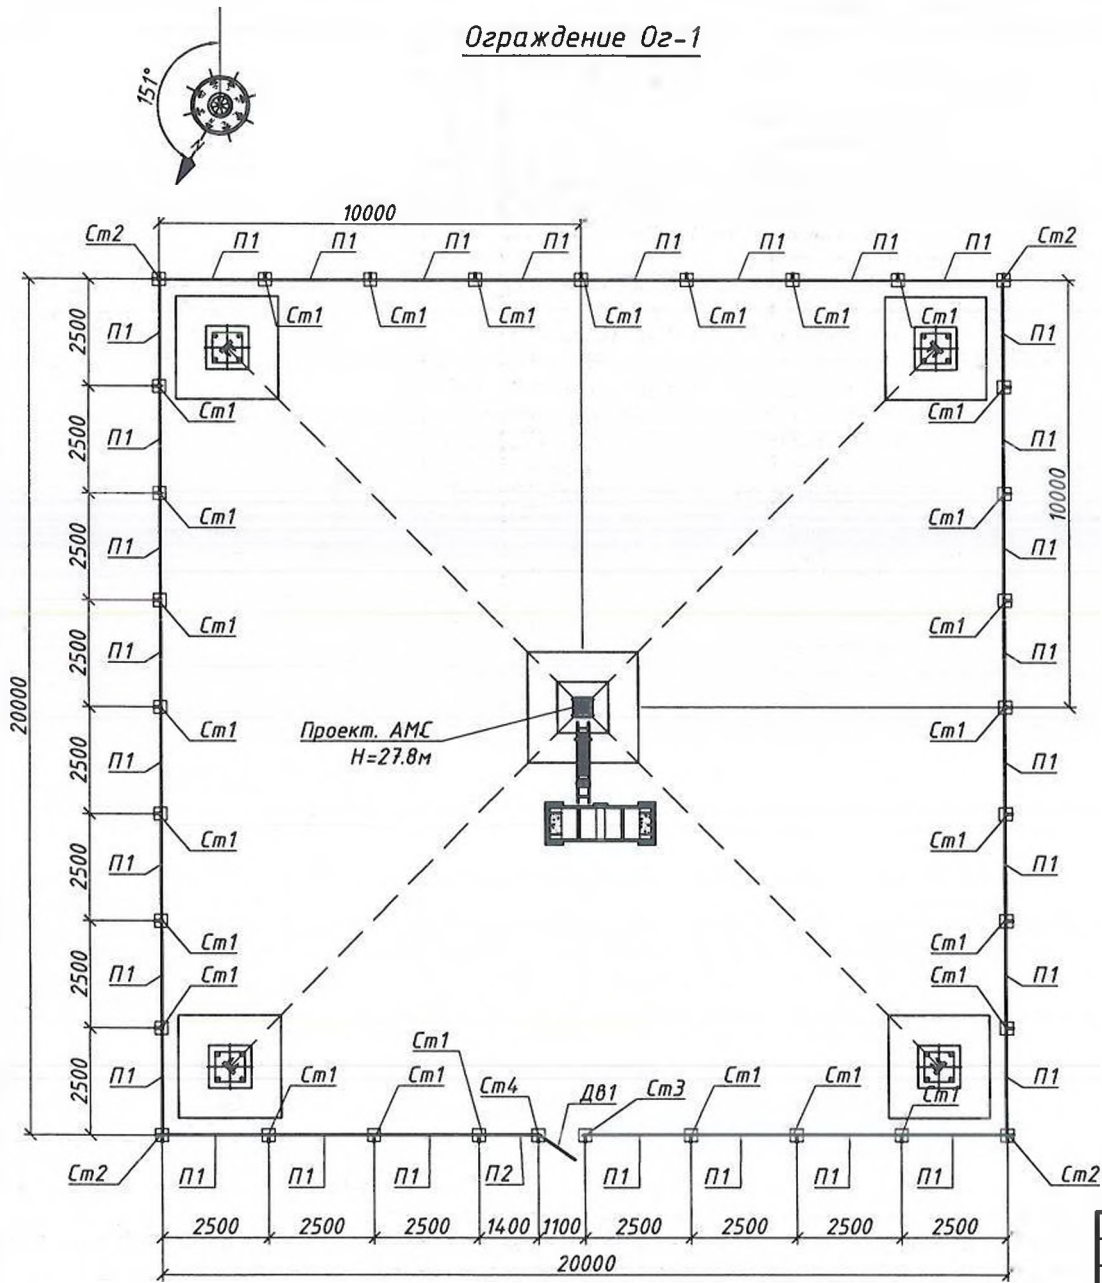 Ограждение Ог-1
151°
N
10000
Ст2 П1 П1 П1 П1 П1 П1 П1 П1 Ст2
Ст1 Ст1 Ст1 Ст1 Ст1 Ст1 Ст1
2500 П1 П1
Ст1 Ст1
2500 П1 П1
10000
Ст1 Ст1
2500 П1 П1
Ст1 Ст1
2500 П1 П1
20000
Ст1 Ст1
Проект. АМС
Н=27.8м
2500 П1 П1
Ст1 Ст1
2500 П1 П1
Ст1 Ст1
2500 П1 П1
Ст1 Ст1
2500 П1 П1
Ст1 Ст1 Ст1 Ст4 Дв1 Ст3 Ст1 Ст1 Ст1
Ст2 П1 П1 П1 П2 П1 П1 П1 П1 Ст2
2500 2500 2500 1400 1100 2500 2500 2500 2500
20000